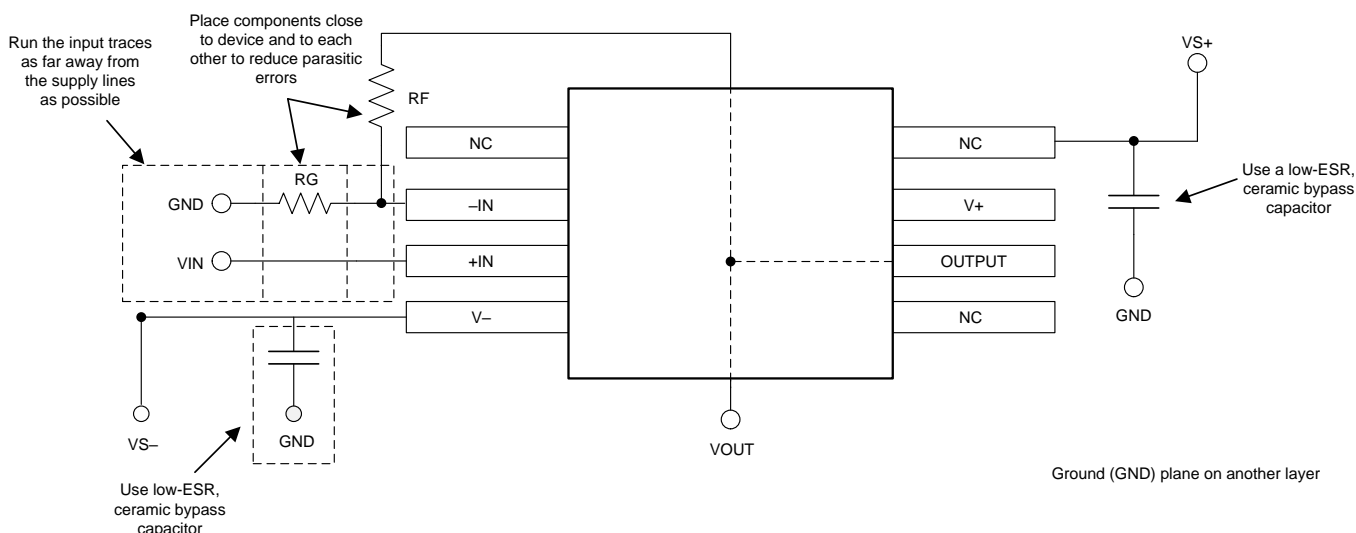 Place components close
to device and to each
other to reduce parasitic
errors
Run the input traces
as far away from
the supply lines
as possible
VS+
RF
NC
NC
Use a low-ESR,
ceramic bypass
capacitor
RG
GND
–IN
V+
VIN
+IN
OUTPUT
V–
NC
GND
VS–
GND
VOUT
Ground (GND) plane on another layer
Use low-ESR,
ceramic bypass
capacitor